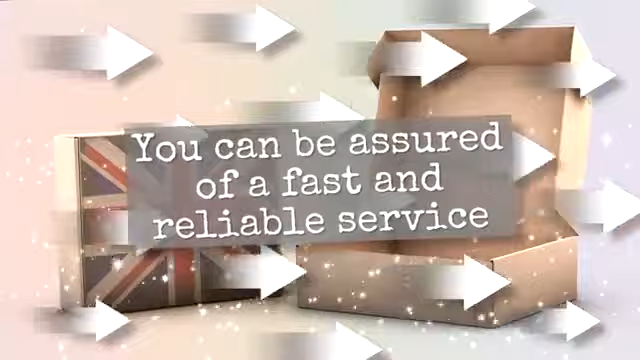 You can be assured
of a fast and
reliable service